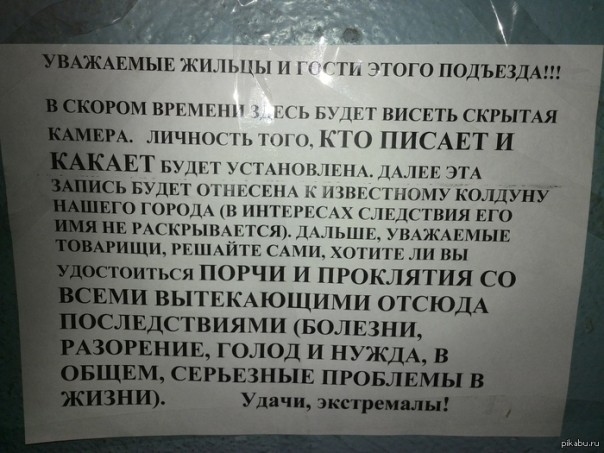 УВАЖАЕМЫЕ ЖИЛЬЦЫ И ГОСТИ ЭТОГО ПОДЪЕЗДА!!!
В СКОРОМ ВРЕМЕНИ ЗДЕСЬ БУДЕТ ВИСЕТЬ СКРЫТАЯ
КАМЕРА. ЛИЧНОСТЬ ТОГО, КТО ПИСАЕТ И
КАКАЕТ БУДЕТ УСТАНОВЛЕНА. ДАЛЕЕ ЭТА
ЗАПИСЬ БУДЕТ ОТНЕСЕНА К ИЗВЕСТНОМУ КОЛДУНУ
НАШЕГО ГОРОДА (В ИНТЕРЕСАХ СЛЕДСТВИЯ ЕГО
ИМЯ НЕ РАСКРЫВАЕТСЯ). ДАЛЬШЕ, УВАЖАЕМЫЕ
ТОВАРИЩИ, РЕШАЙТЕ САМИ, ХОТИТЕ ЛИ ВЫ
УДОСТОИТЬСЯ ПОРЧИ И ПРОКЛЯТИЯ СО
ВСЕМИ ВЫТЕКАЮЩИМИ ОТСЮДА
ПОСЛЕДСТВИЯМИ (БОЛЕЗНИ,
РАЗОРЕНИЕ, ГОЛОД И НУЖДА, В
ОБЩЕМ, СЕРЬЕЗНЫЕ ПРОБЛЕМЫ В
ЖИЗНИ). Удачи, экстремалы!
pikabu.ru